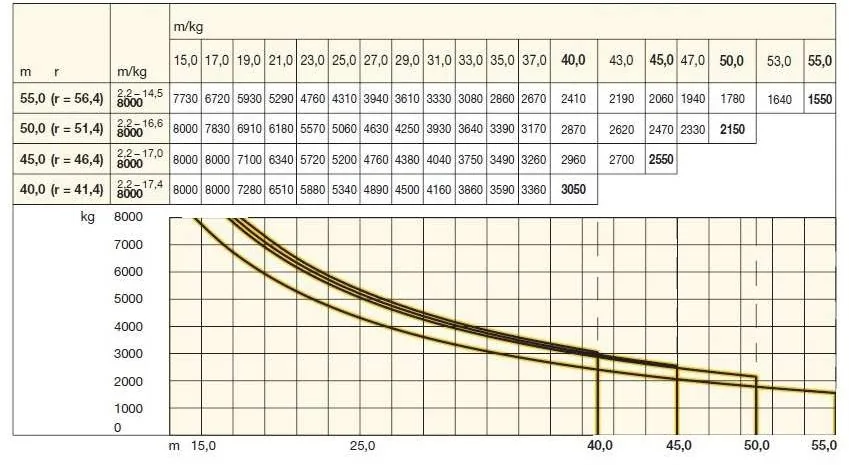 m/kg
m r m/kg 15,0 17,0 19,0 21,0 23,0 25,0 27,0 29,0 31,0 33,0 35,0 37,0 40,0 43,0 45,0 47,0 50,0 53,0 55,0
55,0 (r = 56,4) 2,2 – 14,5 8000 7730 6720 5930 5290 4760 4310 3940 3610 3330 3080 2860 2670 2410 2190 2060 1940 1780 1640 1550
50,0 (r = 51,4) 2,2 – 16,6 8000 8000 7830 6910 6180 5570 5060 4630 4250 3930 3640 3390 3170 2870 2620 2470 2330 2150
45,0 (r = 46,4) 2,2 – 17,0 8000 8000 8000 7100 6340 5720 5200 4760 4380 4040 3750 3490 3260 2960 2700 2550
40,0 (r = 41,4) 2,2 – 17,4 8000 8000 8000 7280 6510 5880 5340 4890 4500 4160 3860 3590 3360 3050
kg 8000
7000
6000
5000
4000
3000
2000
1000
0
m 15,0 25,0 40,0 45,0 50,0 55,0